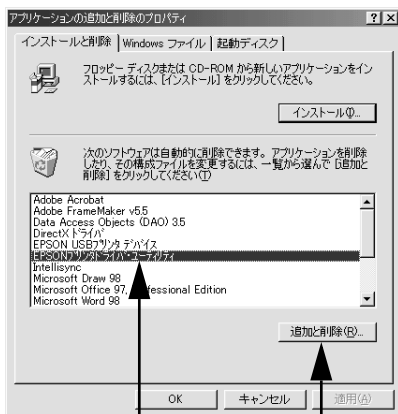 アプリケーションの追加と削除のプロパティ
インストールと削除 Windows ファイル 起動ディスク
フロッピー ディスクまたは CD-ROM から新しいアプリケーションをイン
ストールするには、[インストール] をクリックしてください。
インストール(I)...
次のソフトウェアは自動的に削除できます。アプリケーションを削除
したり、その構成ファイルを変更するには、一覧から選んで [追加と
削除] をクリックしてください(T)
Adobe Acrobat
Adobe FrameMaker v5.5
Data Access Objects (DAO) 3.5
DirectX ドライバ
EPSON USBプリンタ デバイス
EPSONプリンタドライバ・ユーティリティ
Intellisync
Microsoft Draw 98
Microsoft Office 97, Professional Edition
Microsoft Word 98
追加と削除(R)...
OK キャンセル 適用(A)